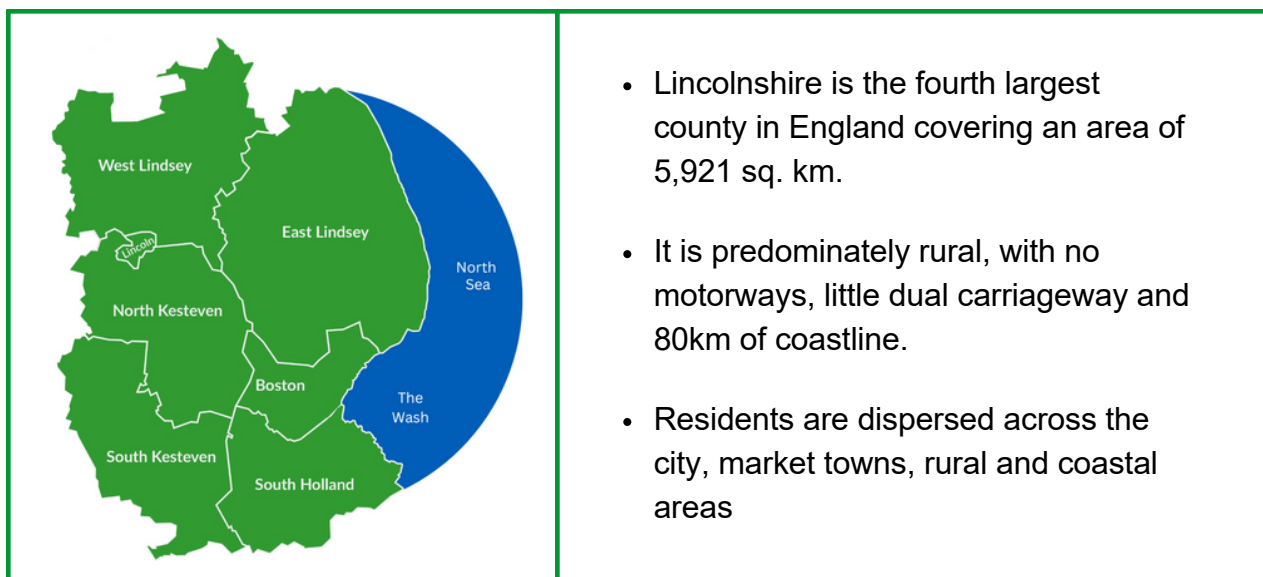 West Lindsey
Lincoln
East Lindsey
North
Sea
North Kesteven
Boston
The
Wash
South Kesteven
South Holland
• Lincolnshire is the fourth largest
county in England covering an area of
5,921 sq. km.
• It is predominately rural, with no
motorways, little dual carriageway and
80km of coastline.
• Residents are dispersed across the
city, market towns, rural and coastal
areas